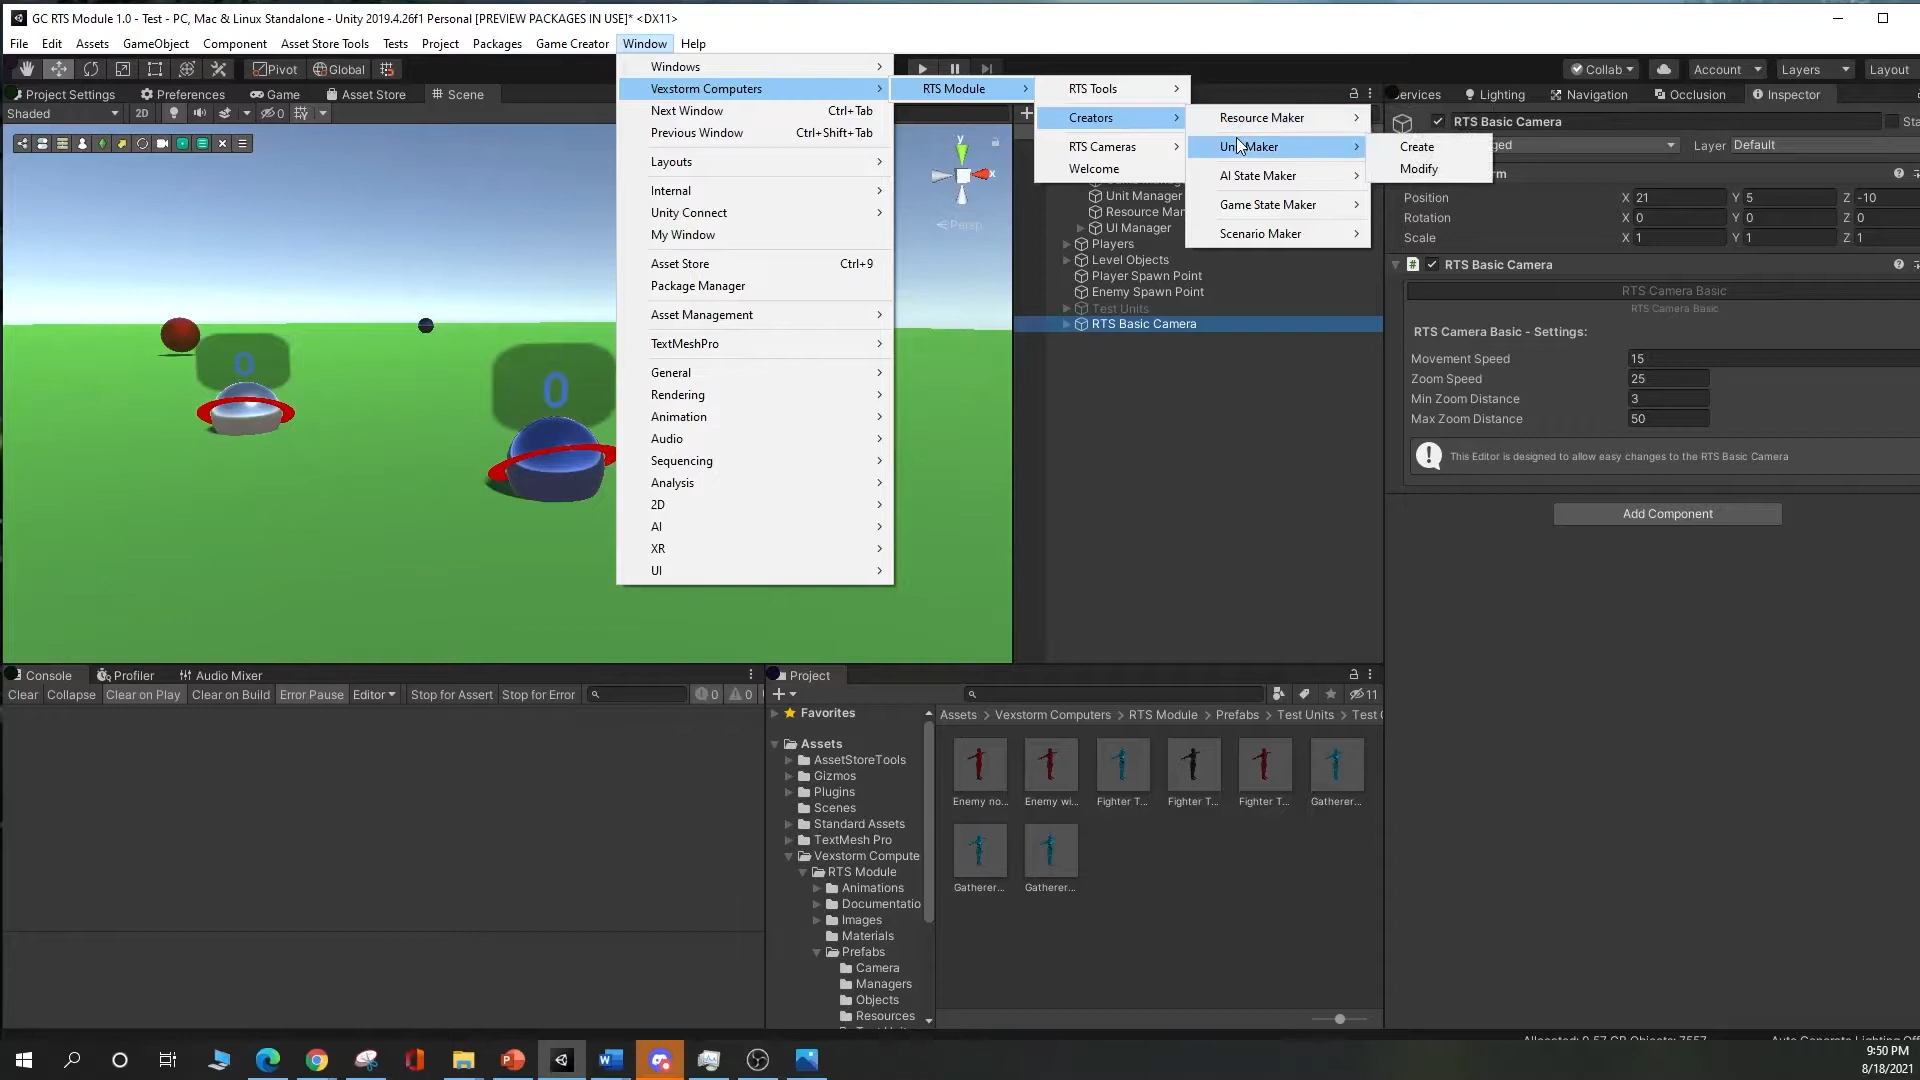 GC RTS Module 1.0 - Test - PC, Mac & Linux Standalone - Unity 2019.4.26f1 Personal [PREVIEW PACKAGES IN USE]* <DX11>
File Edit Assets GameObject Component Asset Store Tools Tests Project Packages Game Creator Window Help
Pivot Global Collab Account Layers Layout
Project Settings Preferences Game Asset Store Scene
Shaded 2D
y
x
Persp
0
0
Windows
Vexstorm Computers
Next Window Ctrl+Tab
Previous Window Ctrl+Shift+Tab
Layouts
Internal
Unity Connect
My Window
Asset Store Ctrl+9
Package Manager
Asset Management
TextMeshPro
General
Rendering
Animation
Audio
Sequencing
Analysis
2D
AI
XR
UI
RTS Module
RTS Tools
Creators
RTS Cameras
Welcome
Resource Maker
Maker
AI State Maker
Game State Maker
Scenario Maker
Create
Modify
Unit Manager
Resource Man
UI Manager
Players
Level Objects
Player Spawn Point
Enemy Spawn Point
Test Units
RTS Basic Camera
ervices Lighting Navigation Occlusion Inspector
RTS Basic Camera Sta
ged Layer Default
rm
Position X 21 Y 5 Z -10
Rotation X 0 Y 0 Z 0
Scale X 1 Y 1 Z 1
RTS Basic Camera
RTS Camera Basic
RTS Camera Basic
RTS Camera Basic - Settings:
Movement Speed 15
Zoom Speed 25
Min Zoom Distance 3
Max Zoom Distance 50
This Editor is designed to allow easy changes to the RTS Basic Camera
Add Component
Console Profiler Audio Mixer
Clear Collapse Clear on Play Clear on Build Error Pause Editor Stop for Assert Stop for Error 0 0
Project
11
Favorites
Assets
AssetStoreTools
Gizmos
Plugins
Scenes
Standard Assets
TextMesh Pro
Vexstorm Compute
RTS Module
Animations
Documentatio
Images
Materials
Prefabs
Camera
Managers
Objects
Resources
Assets > Vexstorm Computers > RTS Module > Prefabs > Test Units > Test
Enemy no... Enemy wi... Fighter T... Fighter T... Fighter T... Gatherer...
Gatherer... Gatherer...
9:50 PM
8/18/2021